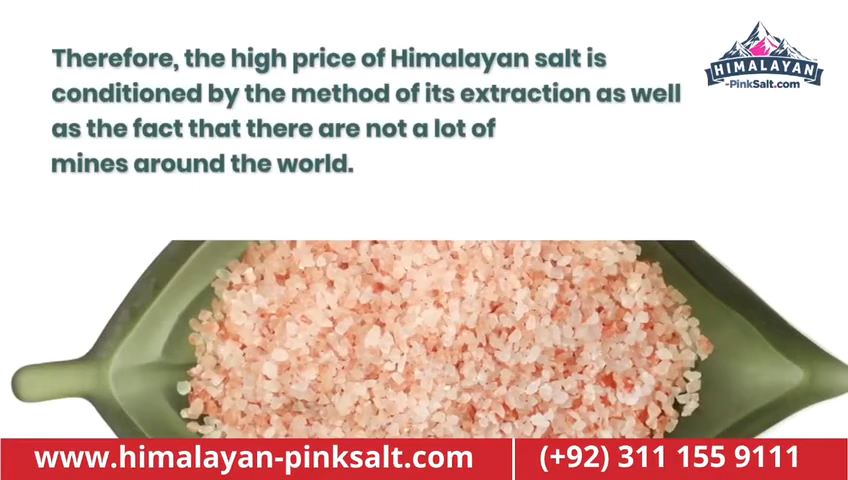 Therefore, the high price of Himalayan salt is
conditioned by the method of its extraction as well
as the fact that there are not a lot of
mines around the world.
HIMALAYAN
-PinkSalt.com
www.himalayan-pinksalt.com
(+92) 311 155 9111